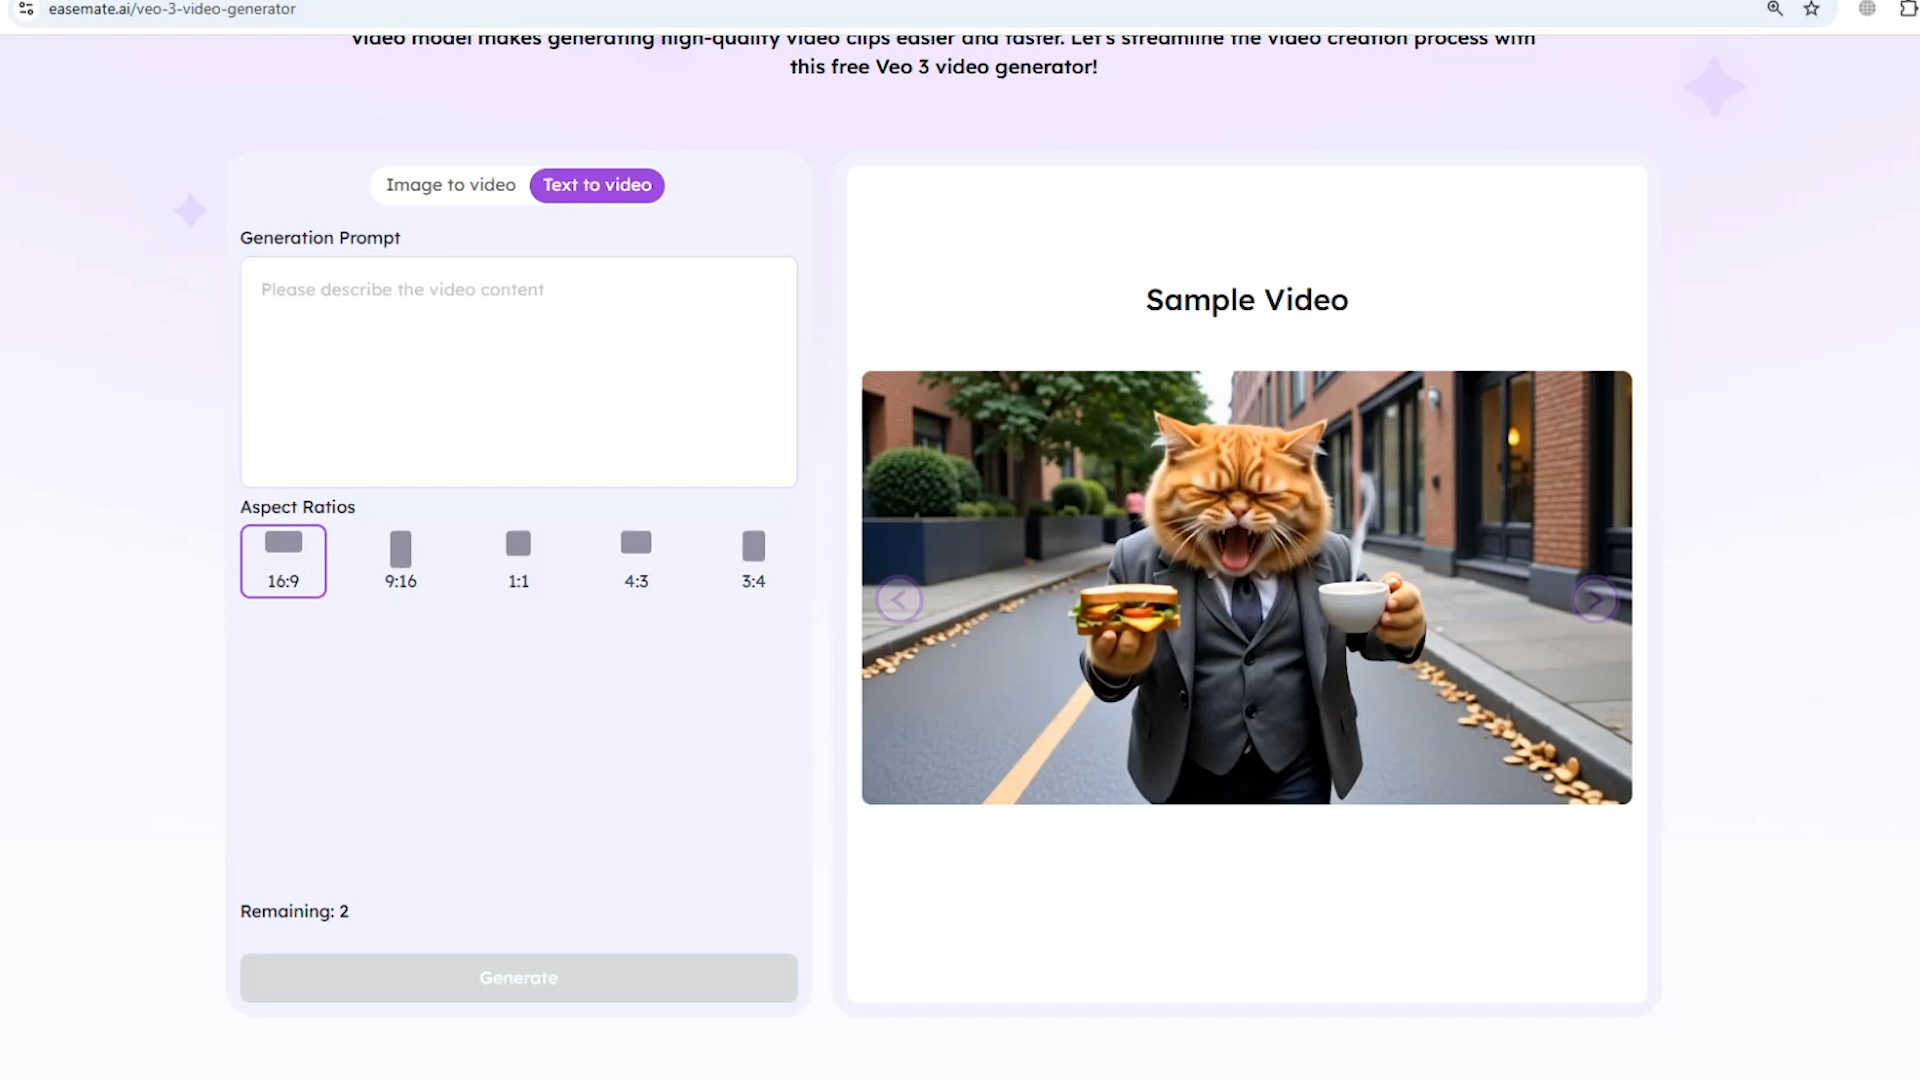 easemate.ai/veo-3-video-generator
video model makes generating high-quality video clips easier and faster. Let's streamline the video creation process with
this free Veo 3 video generator!
Image to video
Text to video
Generation Prompt
Please describe the video content
Aspect Ratios
16:9
9:16
1:1
4:3
3:4
Remaining: 2
Generate
Sample Video